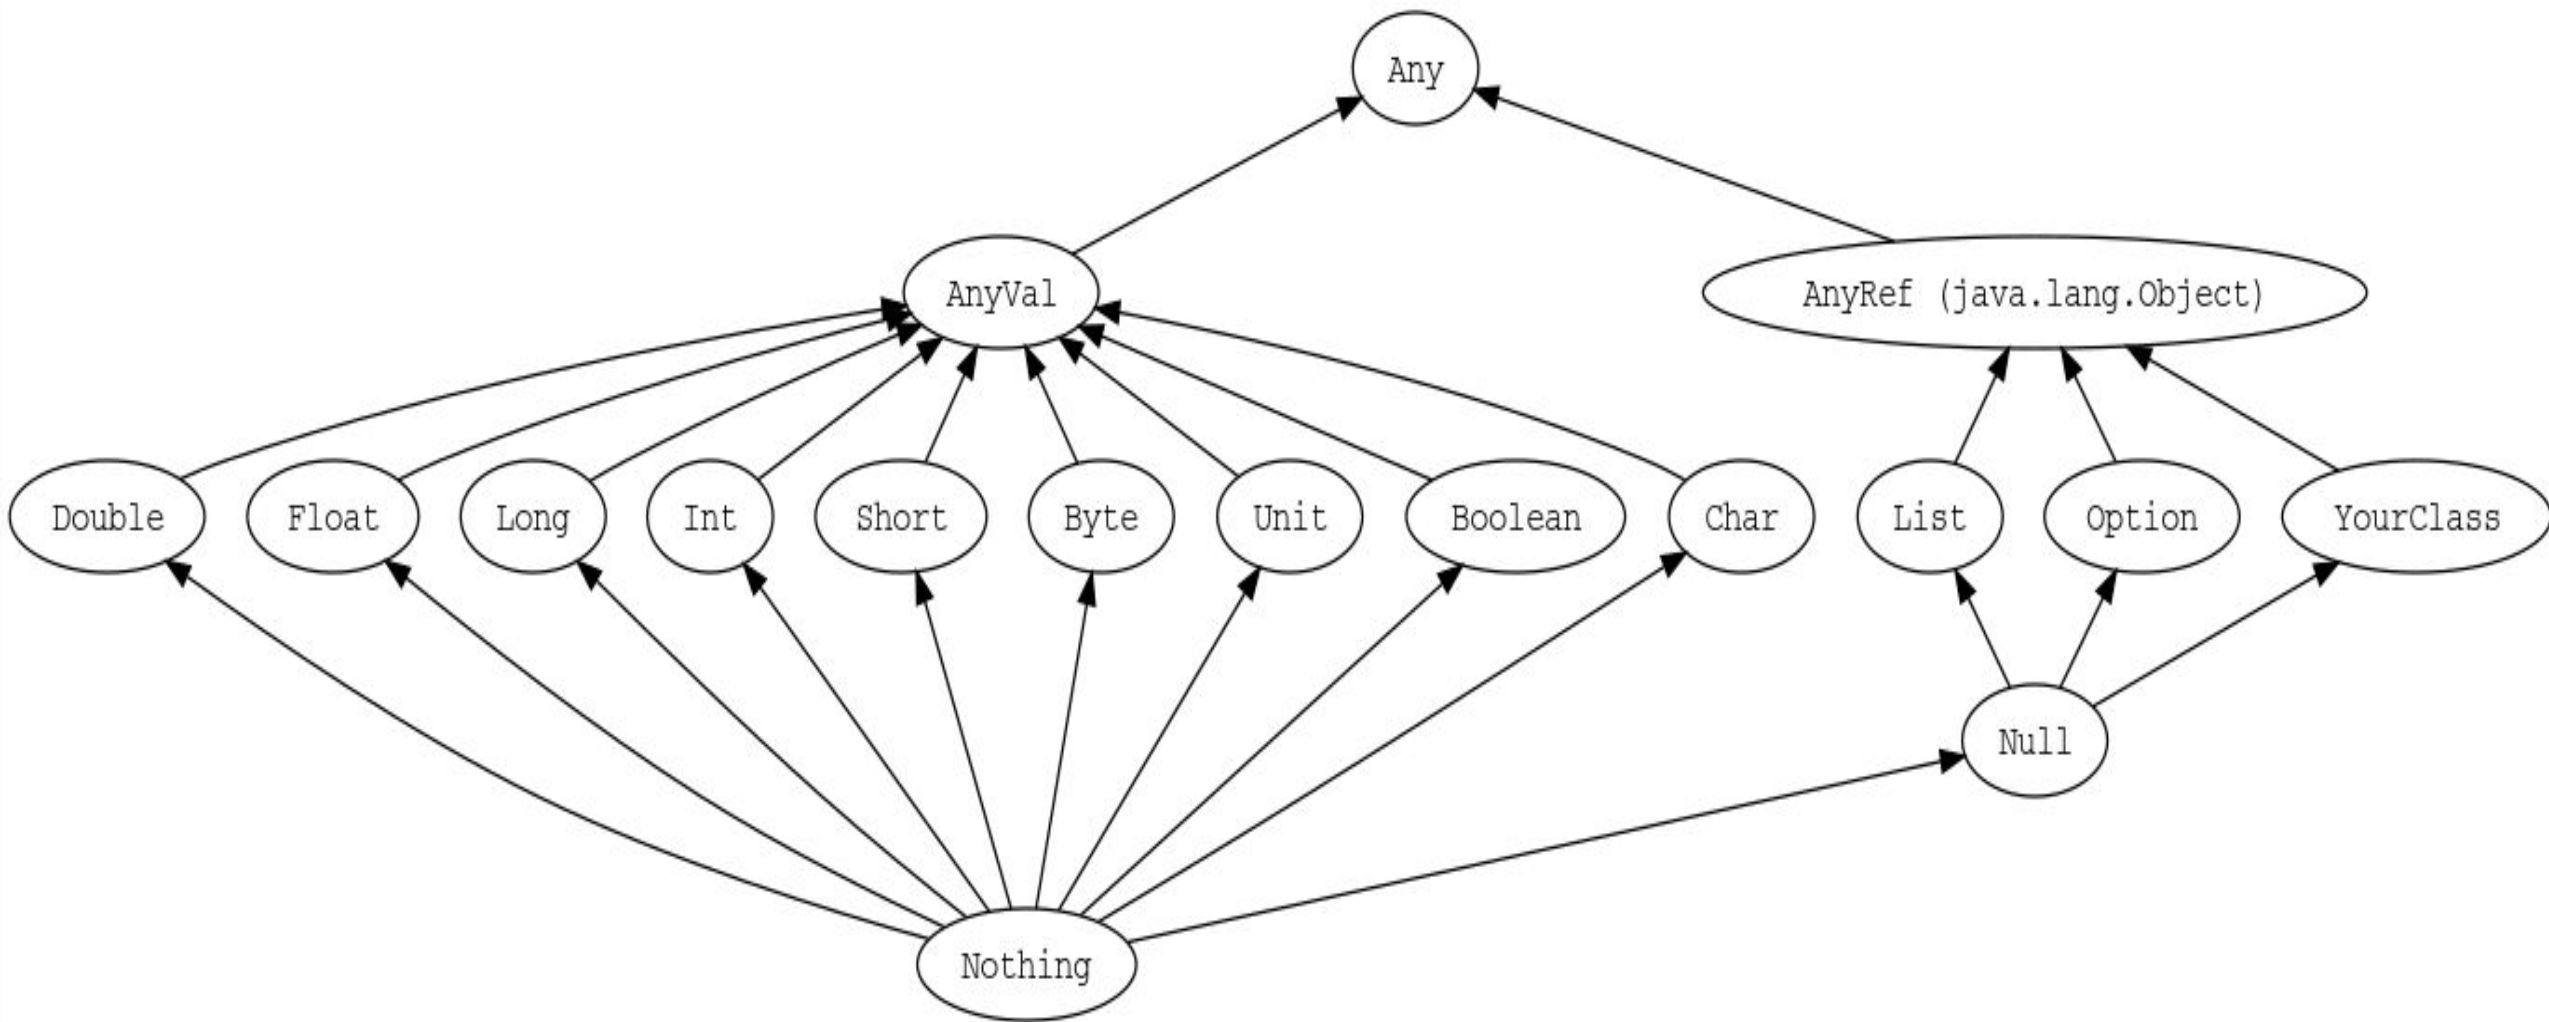 Any
AnyVal
AnyRef (java.lang.Object)
Double
Float
Long
Int
Short
Byte
Unit
Boolean
Char
List
Option
YourClass
Null
Nothing